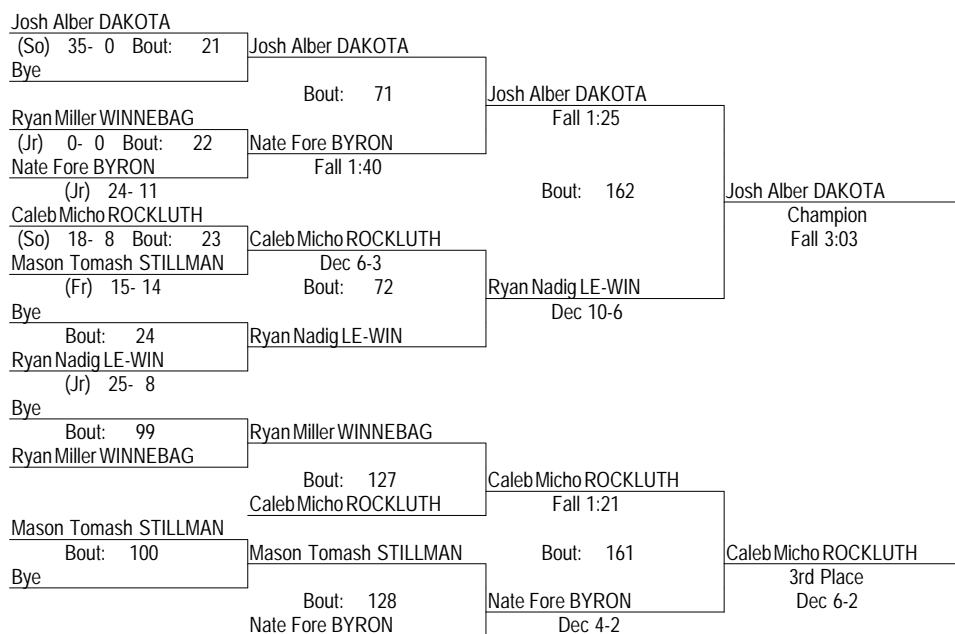 Josh Alber DAKOTA
(So) 35- 0 Bout: 21
Josh Alber DAKOTA
Bye
Bout: 71
Josh Alber DAKOTA
Ryan Miller WINNEBAG
Fall 1:25
(Jr) 0- 0 Bout: 22
Nate Fore BYRON
Nate Fore BYRON
Fall 1:40
(Jr) 24- 11
Bout: 162
Josh Alber DAKOTA
Caleb Micho ROCKLUTH
Champion
(So) 18- 8 Bout: 23
Caleb Micho ROCKLUTH
Fall 3:03
Mason Tomash STILLMAN
Dec 6-3
(Fr) 15- 14
Bout: 72
Ryan Nadig LE-WIN
Bye
Dec 10-6
Bout: 24
Ryan Nadig LE-WIN
Ryan Nadig LE-WIN
(Jr) 25- 8
Bye
Bout: 99
Ryan Miller WINNEBAG
Ryan Miller WINNEBAG
Bout: 127
Caleb Micho ROCKLUTH
Caleb Micho ROCKLUTH
Fall 1:21
Mason Tomash STILLMAN
Bout: 100
Mason Tomash STILLMAN
Bout: 161
Caleb Micho ROCKLUTH
Bye
3rd Place
Bout: 128
Nate Fore BYRON
Dec 6-2
Nate Fore BYRON
Dec 4-2